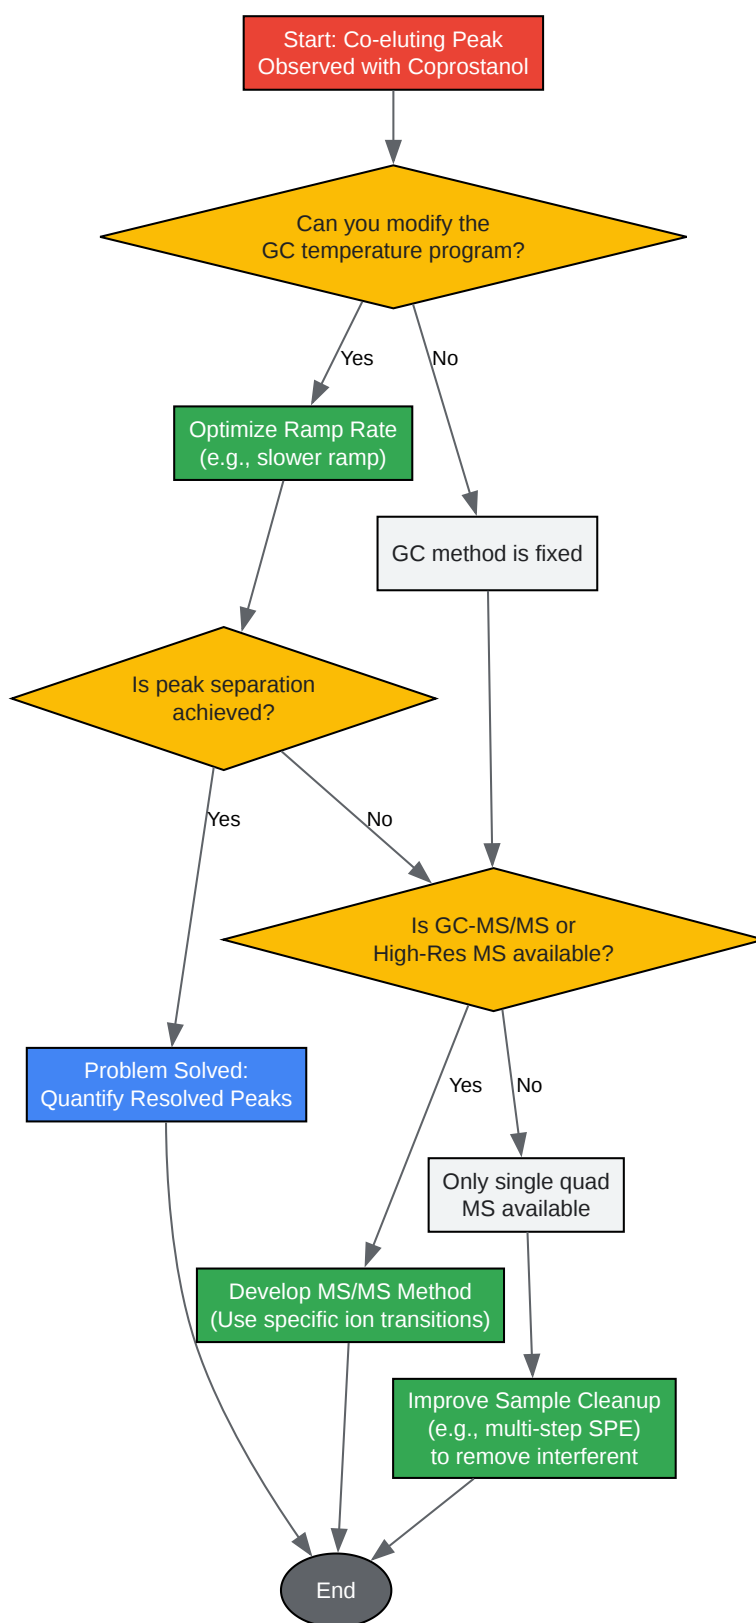 Start: Co-eluting Peak
Observed with Coprostanol
Can you modify the
GC temperature program?
Yes
No
Optimize Ramp Rate
(e.g., slower ramp)
GC method is fixed
Is peak separation
achieved?
Yes
No
Is GC-MS/MS or
High-Res MS available?
Problem Solved:
Quantify Resolved Peaks
Yes
No
Only single quad
MS available
Develop MS/MS Method
(Use specific ion transitions)
Improve Sample Cleanup
(e.g., multi-step SPE)
to remove interferent
End